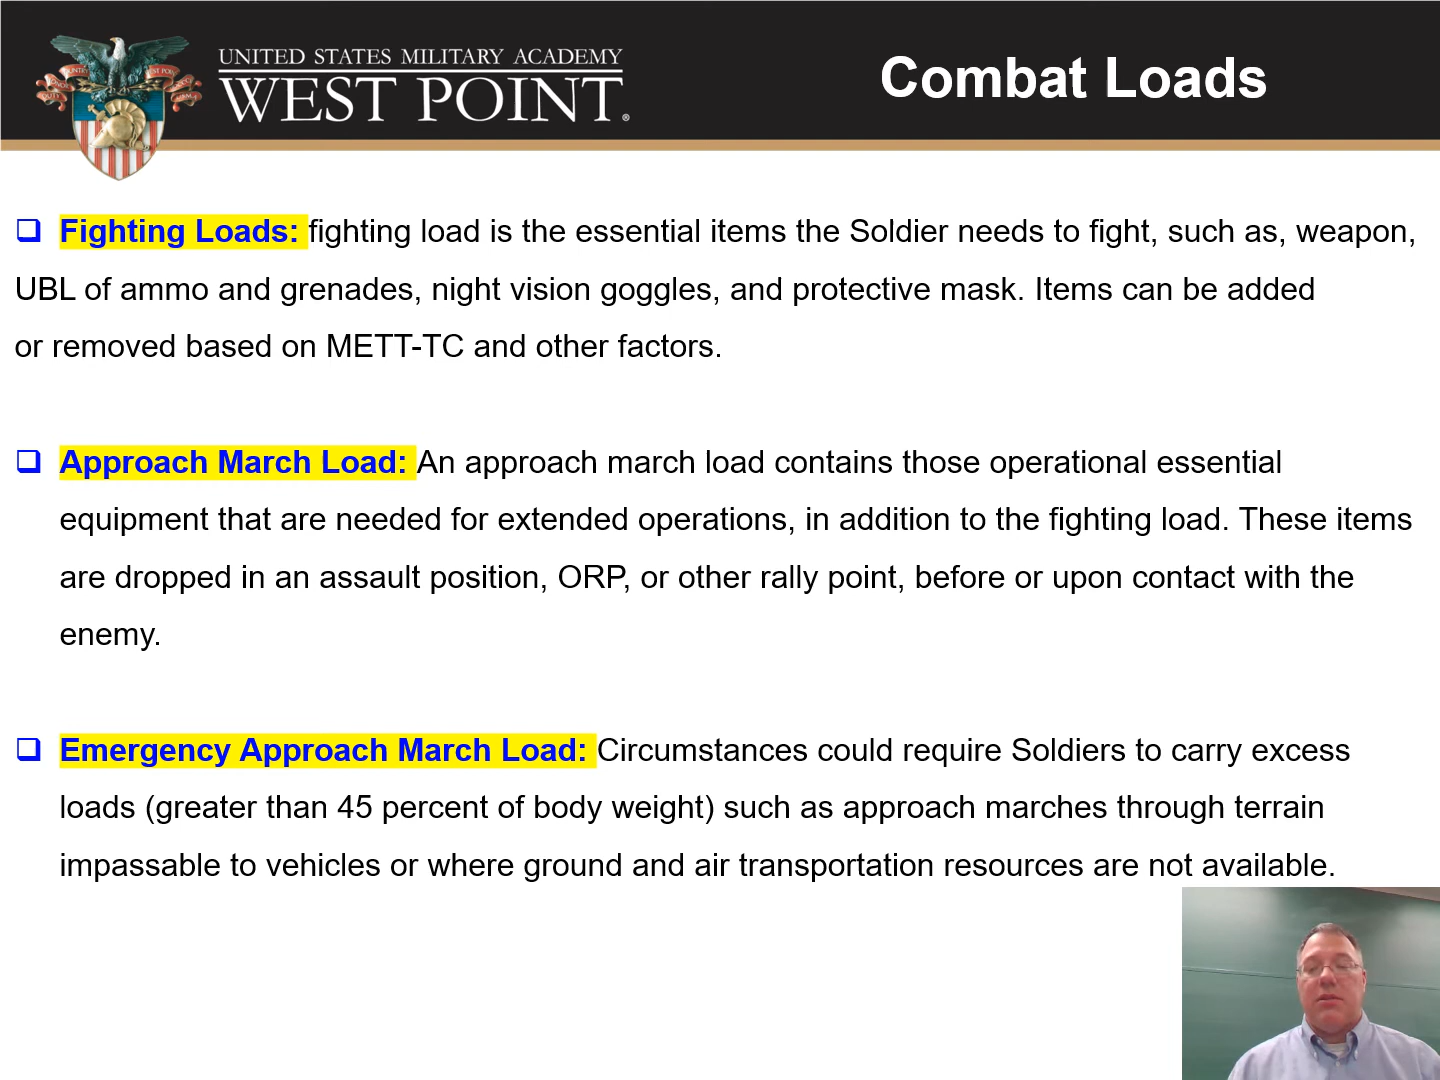 UNITED STATES MILITARY ACADEMY
WEST POINT®
Combat Loads
Fighting Loads: fighting load is the essential items the Soldier needs to fight, such as, weapon,
UBL of ammo and grenades, night vision goggles, and protective mask. Items can be added
or removed based on METT-TC and other factors.
Approach March Load: An approach march load contains those operational essential
equipment that are needed for extended operations, in addition to the fighting load. These items
are dropped in an assault position, ORP, or other rally point, before or upon contact with the
enemy.
Emergency Approach March Load: Circumstances could require Soldiers to carry excess
loads (greater than 45 percent of body weight) such as approach marches through terrain
impassable to vehicles or where ground and air transportation resources are not available.